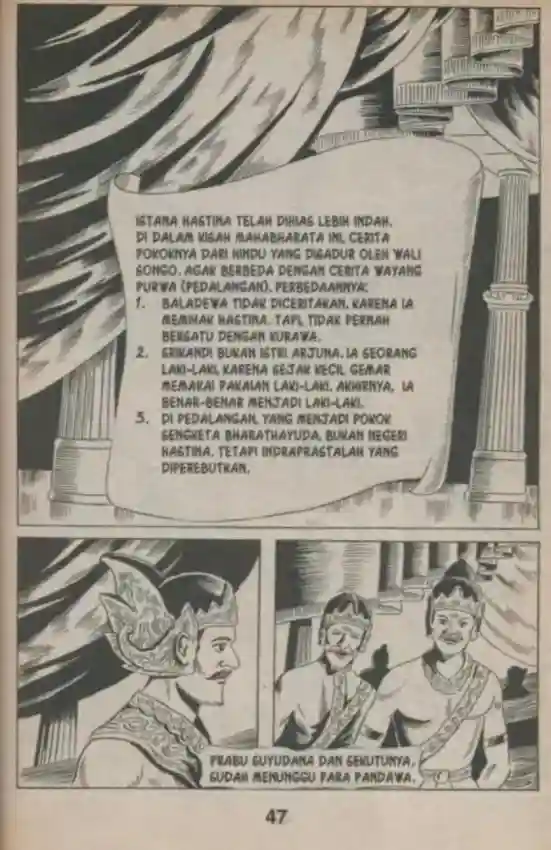 ISTANA HASTINA TELAH DIHIAS LEBIH INDAH.
DI DALAM KISAH MAHABHARATA INI, CERITA
POKOKNYA DARI HINDU YANG DIGADUR OLEH WALI
SONGO. AGAK BERBEDA DENGAN CERITA WAYANG
PURWA (PEDALANGAN). PERBEDAANNYA:
1. BALADEWA TIDAK DICERITAKAN, KARENA IA
MEMIHAK HASTINA. TAPI, TIDAK PERNAH
BERSATU DENGAN KURAWA.
2. SRIKANDI BUKAN ISTRI ARJUNA. IA SEORANG
LAKI-LAKI, KARENA SEJAK KECIL GEMAR
MEMAKAI PAKAIAN LAKI-LAKI. AKHIRNYA, IA
BENAR-BENAR MENJADI LAKI-LAKI.
3. DI PEDALANGAN, YANG MENJADI POKOK
SENGKETA BHARATHAYUDA, BUKAN NEGERI
HASTINA, TETAPI INDRAPRASTALAH YANG
DIPEREBUTKAN.
PRABU SUYUDANA DAN SEKUTUNYA,
SUDAH MENUNGGU PARA PANDAWA.
47